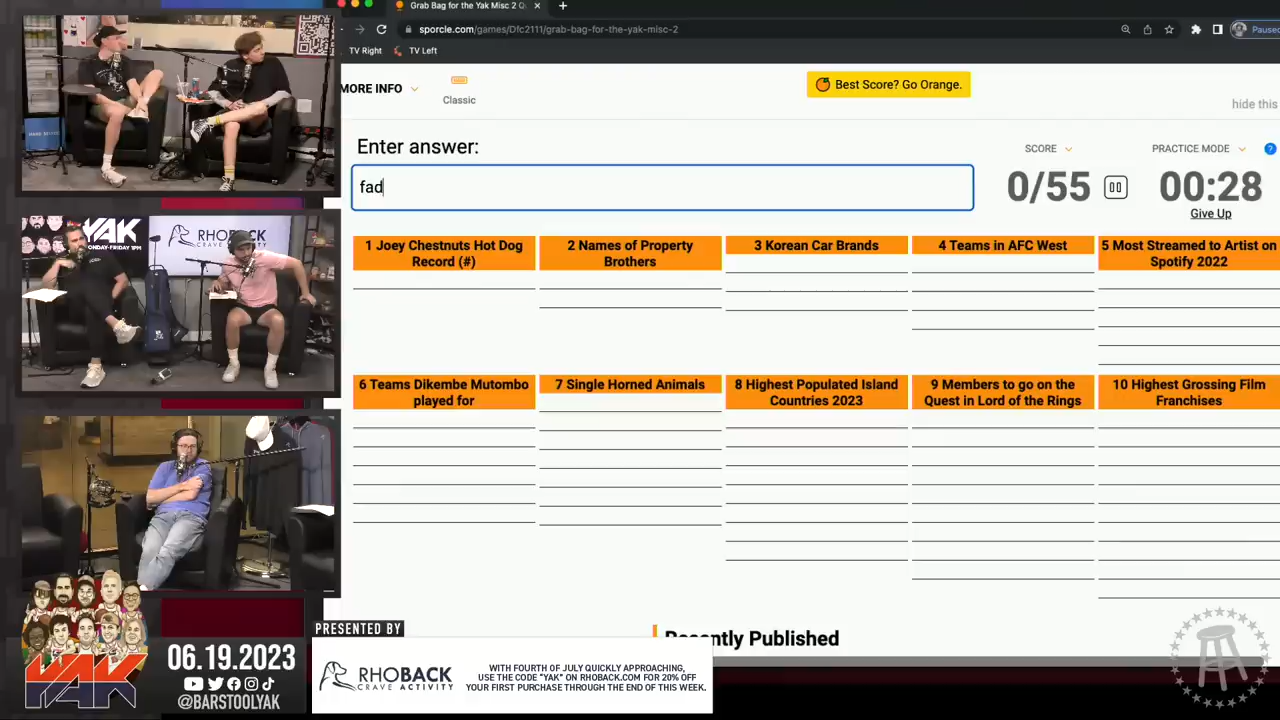 Grab Bag for the Yak Misc 2 Q
sporcle.com/games/Dfc2111/grab-bag-for-the-yak-misc-2
Paused
TV Right
TV Left
MORE INFO
Classic
Best Score? Go Orange.
hide this
Enter answer:
fad
SCORE
PRACTICE MODE
?
0/55
00:28
Give Up
1 Joey Chestnuts Hot Dog
Record (#)
2 Names of Property
Brothers
3 Korean Car Brands
4 Teams in AFC West
5 Most Streamed to Artist on
Spotify 2022
6 Teams Dikembe Mutombo
played for
7 Single Horned Animals
8 Highest Populated Island
Countries 2023
9 Members to go on the
Quest in Lord of the Rings
10 Highest Grossing Film
Franchises
Recently Published
YAK
MONDAY-FRIDAY 1PM
RHOBACK
CRAVE ACTIVITY
YAK
06.19.2023
@BARSTOOLYAK
PRESENTED BY
RHOBACK
CRAVE ACTIVITY
WITH FOURTH OF JULY QUICKLY APPROACHING,
USE THE CODE "YAK" ON RHOBACK.COM FOR 20% OFF
YOUR FIRST PURCHASE THROUGH THE END OF THIS WEEK.